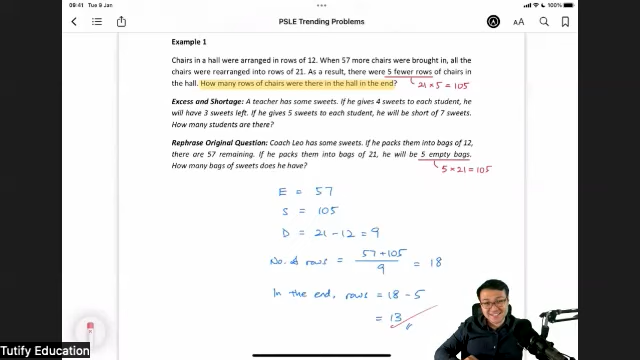 09:41 Tue 9 Jan
PSLE Trending Problems
AA
Example 1
Chairs in a hall were arranged in rows of 12. When 57 more chairs were brought in, all the
chairs were rearranged into rows of 21. As a result, there were 5 fewer rows of chairs in
the hall. How many rows of chairs were there in the hall in the end?
21 × 5 = 105
Excess and Shortage: A teacher has some sweets. If he gives 4 sweets to each student, he
will have 3 sweets left. If he gives 5 sweets to each student, he will be short of 7 sweets.
How many students are there?
Rephrase Original Question: Coach Leo has some sweets. If he packs them into bags of 12,
there are 57 remaining. If he packs them into bags of 21, he will be 5 empty bags.
How many bags of sweets does he have?
5 × 21 = 105
E = 57
S = 105
D = 21 - 12 = 9
No. of rows = 57 + 105 / 9 = 18
In the end, rows = 18 - 5
= 13
Tutify Education